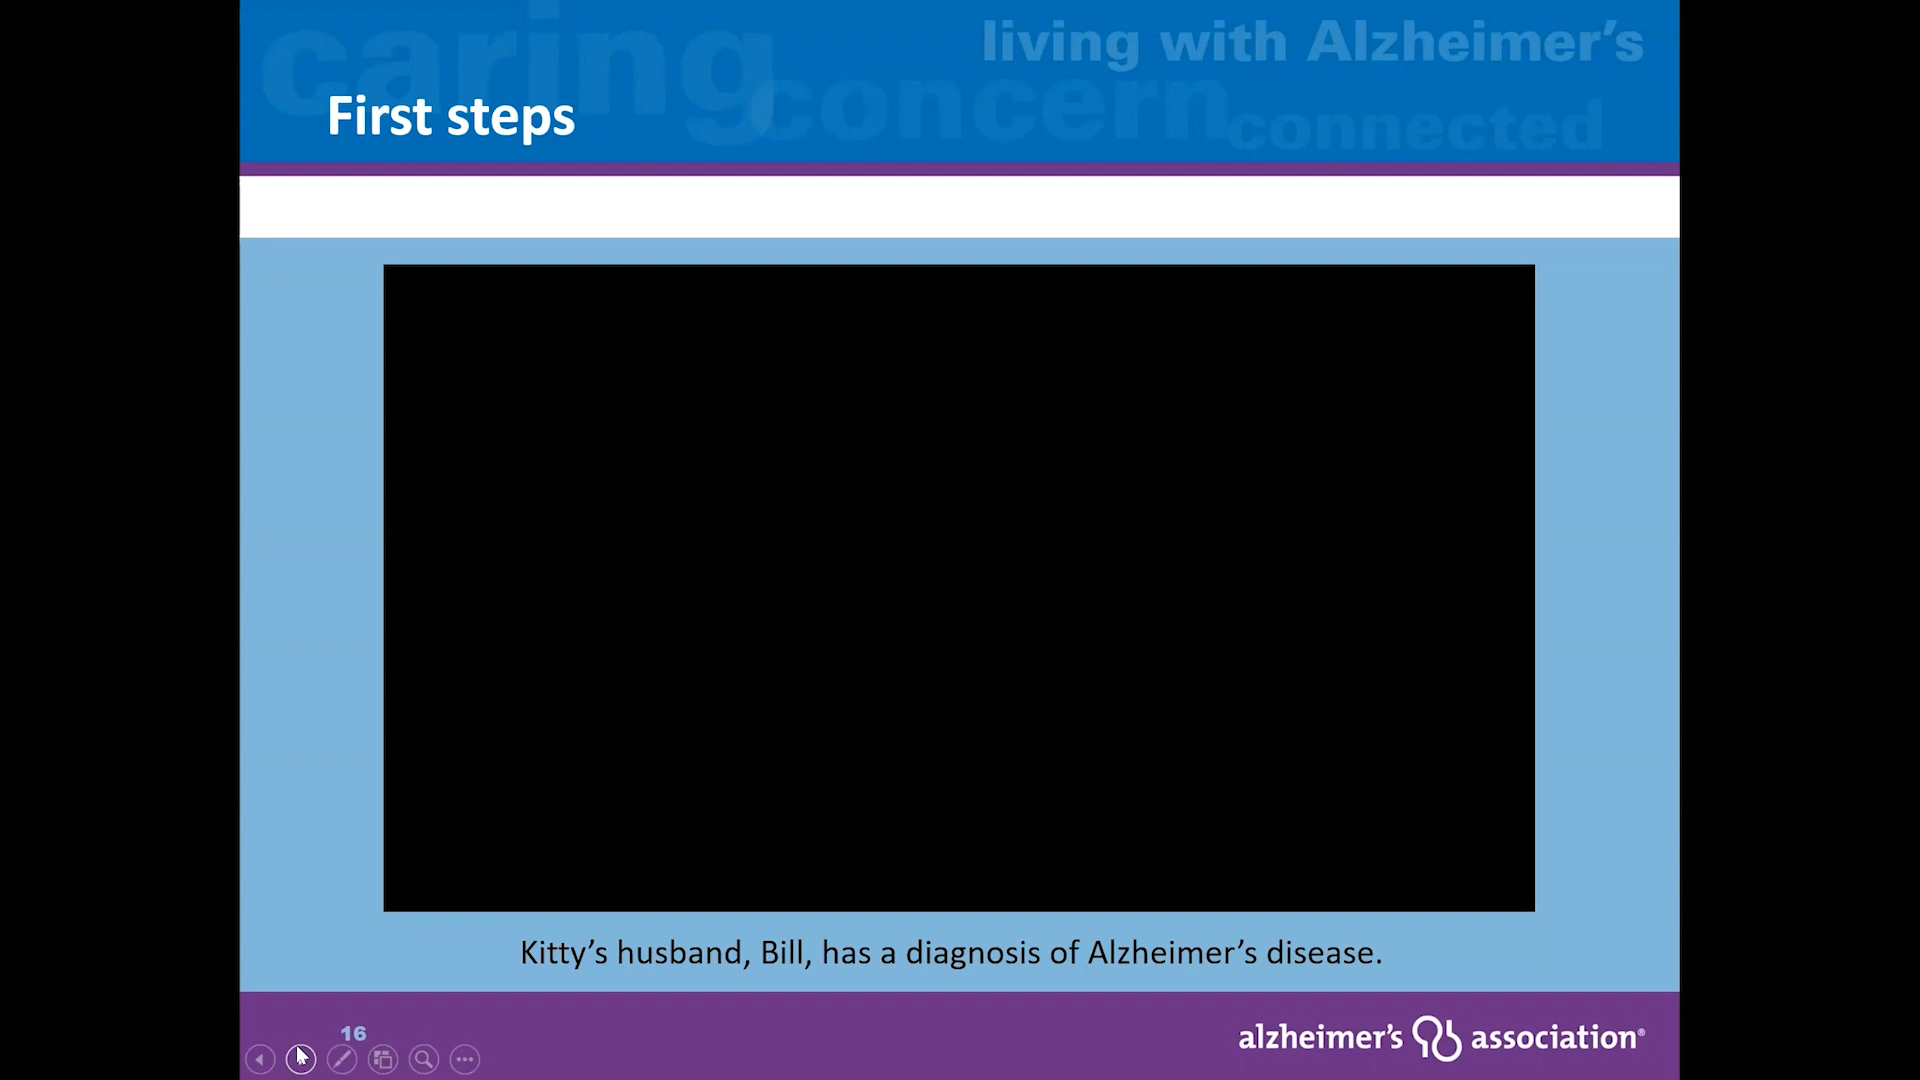 caring
living with Alzheimer’s
concern
connected
First steps
Kitty’s husband, Bill, has a diagnosis of Alzheimer’s disease.
16
alzheimer’s association®